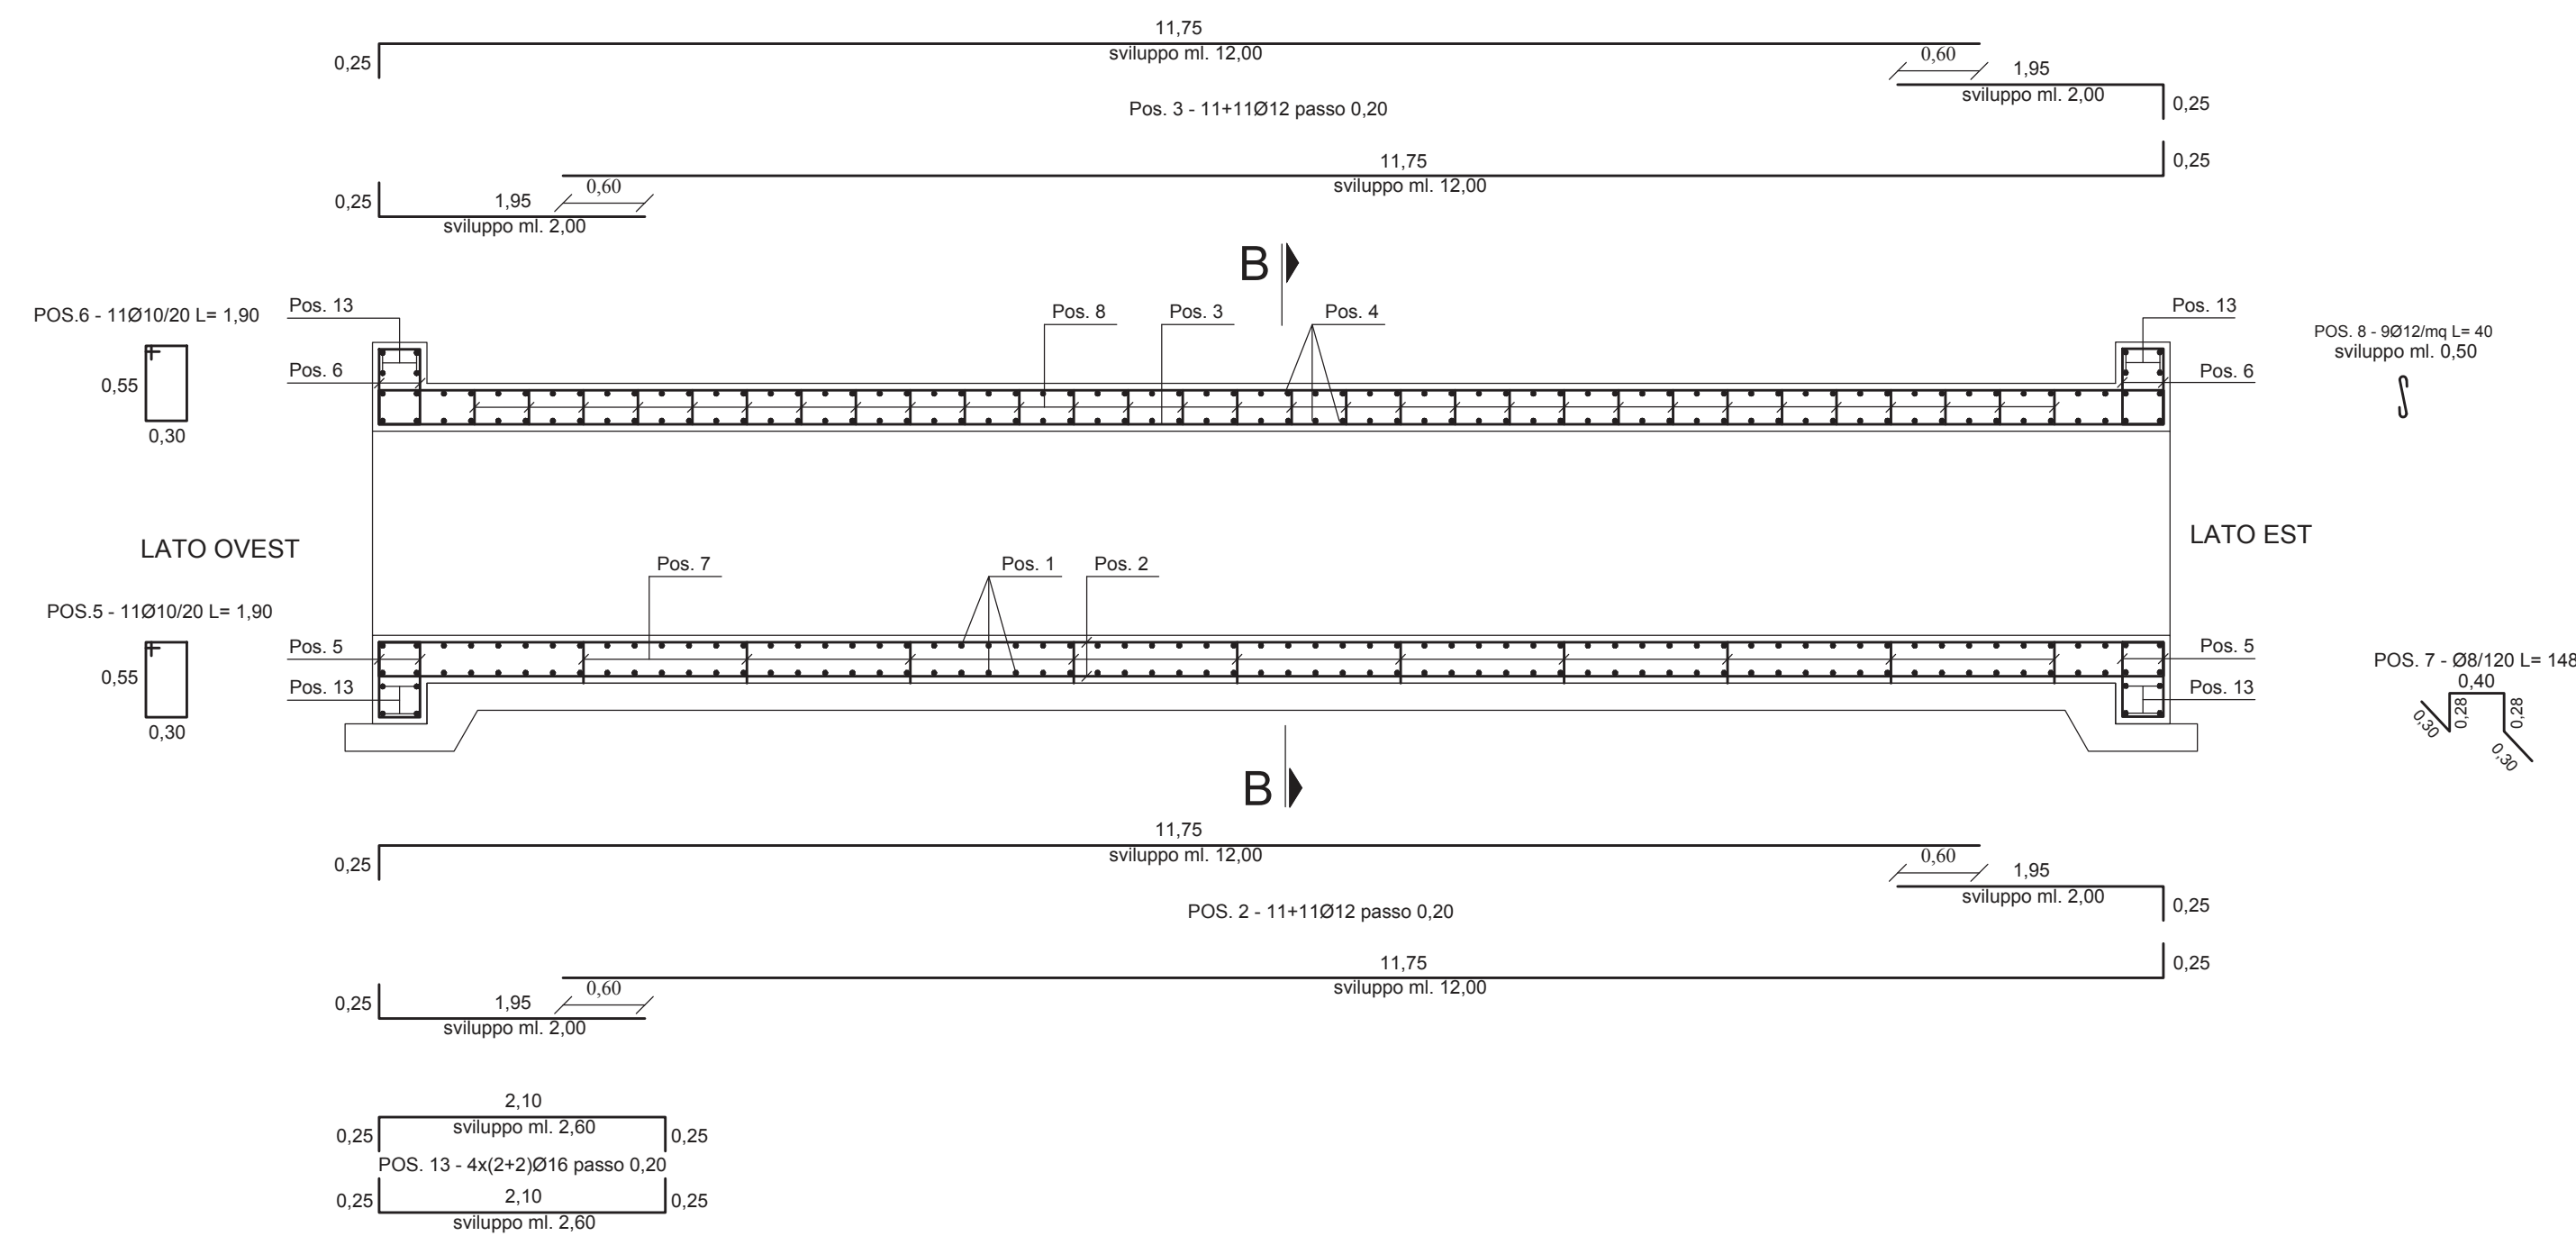 11,75
sviluppo ml. 12,00
0,25
0,60
1,95
sviluppo ml. 2,00
0,25
Pos. 3 - 11+11Ø12 passo 0,20
11,75
sviluppo ml. 12,00
0,25
0,25
1,95
0,60
sviluppo ml. 2,00
B
POS.6 - 11Ø10/20 L= 1,90
0,55
0,30
Pos. 13
Pos. 6
Pos. 8
Pos. 3
Pos. 4
Pos. 13
Pos. 6
POS. 8 - 9Ø12/mq L= 40
sviluppo ml. 0,50
LATO OVEST
LATO EST
POS.5 - 11Ø10/20 L= 1,90
0,55
0,30
Pos. 5
Pos. 13
Pos. 7
Pos. 1
Pos. 2
Pos. 5
Pos. 13
POS. 7 - Ø8/120 L= 148
0,40
0,30
0,28
0,28
0,30
B
11,75
sviluppo ml. 12,00
0,25
0,60
1,95
sviluppo ml. 2,00
0,25
POS. 2 - 11+11Ø12 passo 0,20
11,75
sviluppo ml. 12,00
0,25
0,25
1,95
0,60
sviluppo ml. 2,00
2,10
sviluppo ml. 2,60
0,25
0,25
POS. 13 - 4x(2+2)Ø16 passo 0,20
0,25
2,10
0,25
sviluppo ml. 2,60